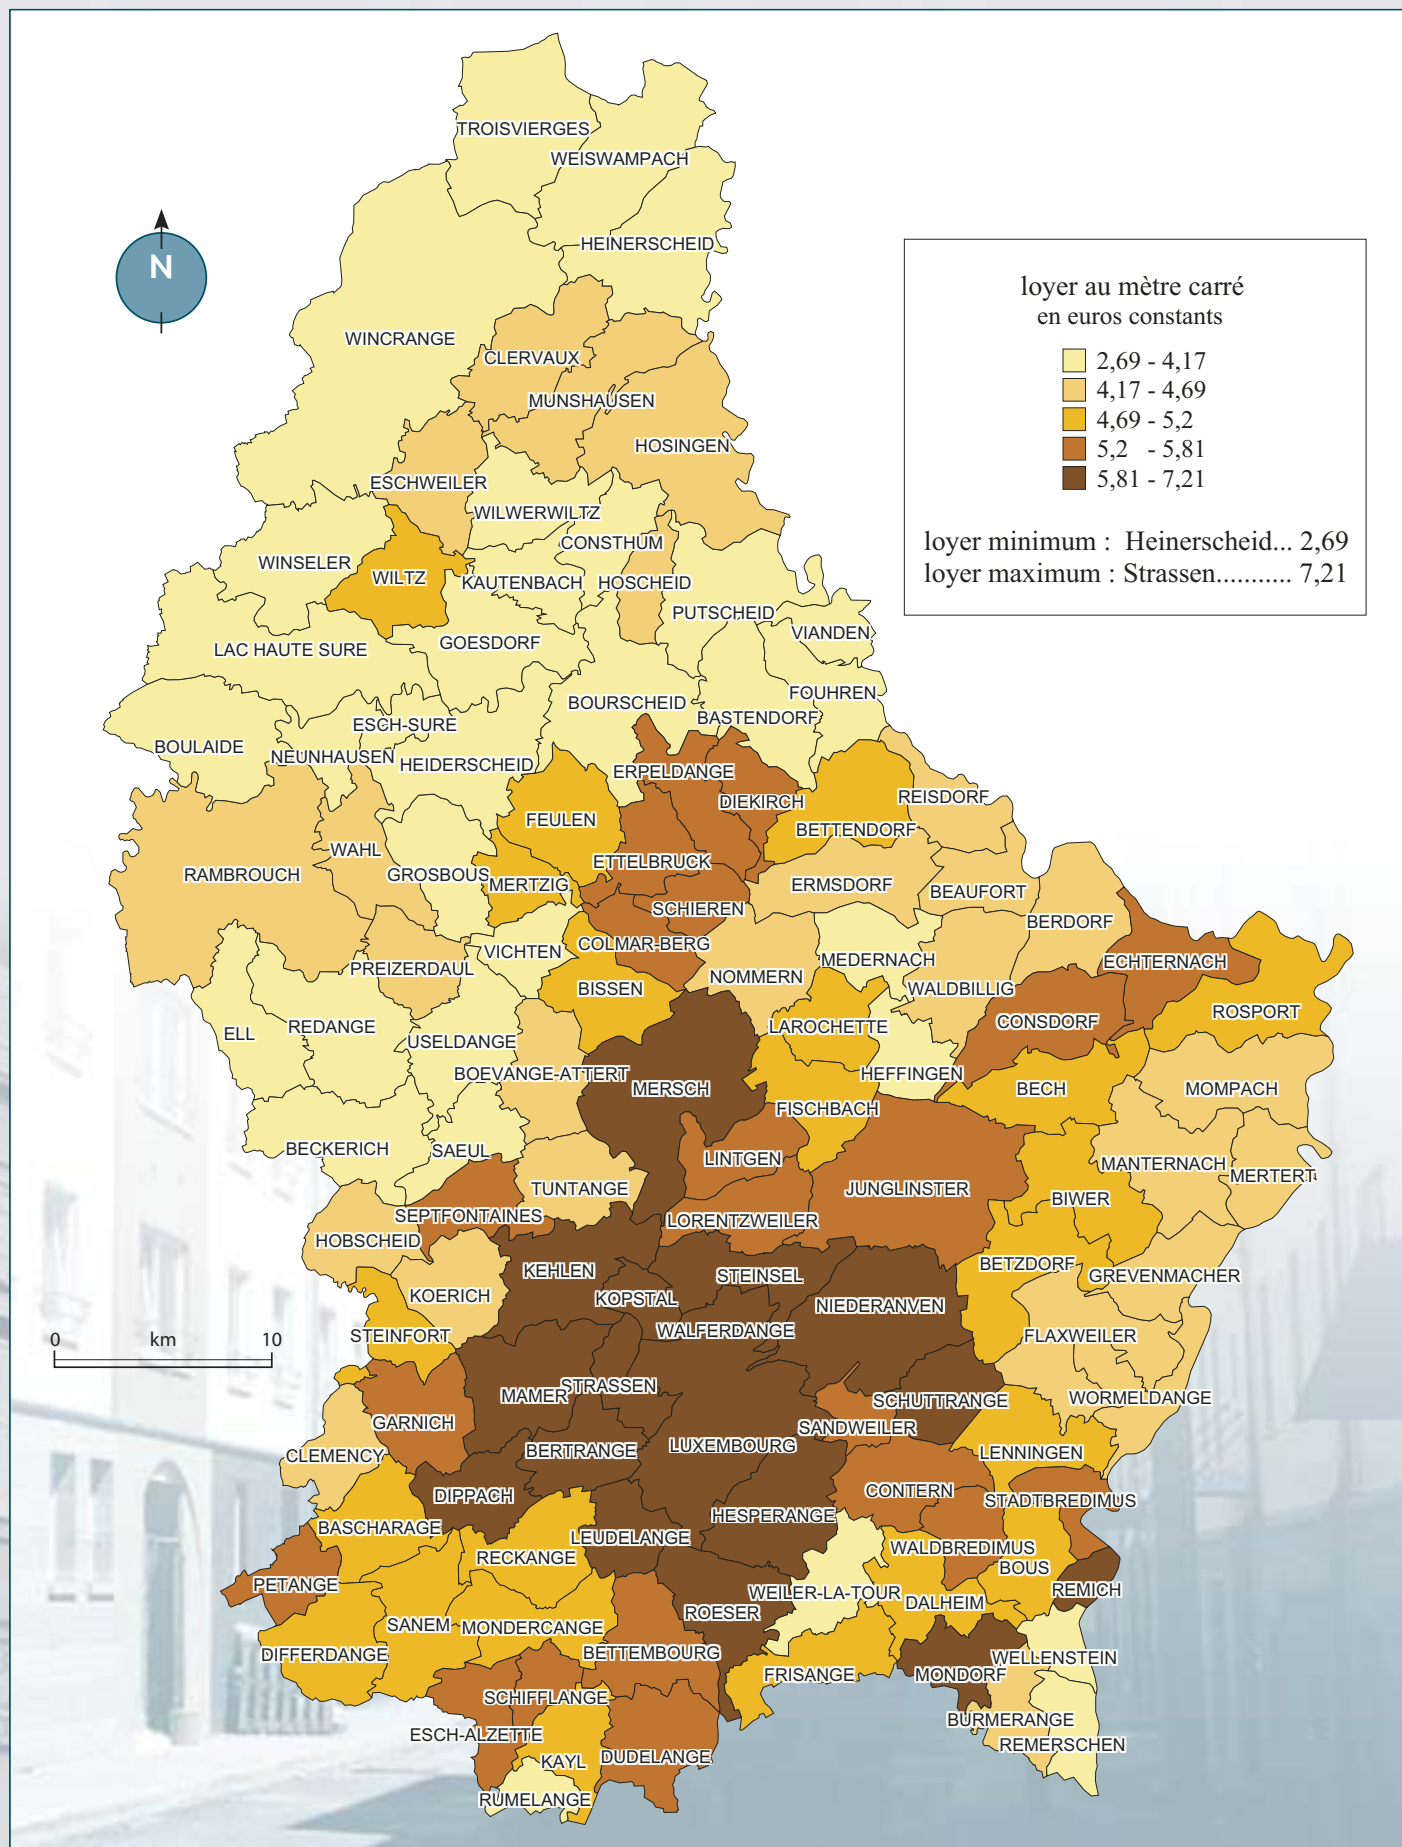 TROISVIERGES
WEISWAMPACH
HEINERSCHEID
N
loyer au mètre carré
en euros constants
2,69 - 4,17
4,17 - 4,69
4,69 - 5,2
5,2 - 5,81
5,81 - 7,21
loyer minimum : Heinerscheid... 2,69
loyer maximum : Strassen........... 7,21
WINCRANGE
CLERVAUX
MUNSHAUSEN
HOSINGEN
ESCHWEILER
WILWERWILTZ
CONSTHUM
WINSELER
WILTZ
KAUTENBACH
HOSCHEID
PUTSCHEID
VIANDEN
LAC HAUTE SURE
GOESDORF
FOUHREN
BOURSCHEID
BASTENDORF
ESCH-SURE
BOULAIDE
NEUNHAUSEN
HEIDERSCHEID
ERPELDANGE
DIEKIRCH
REISDORF
FEULEN
BETTENDORF
WAHL
ETTELBRUCK
RAMBROUCH
GROSBOUS
MERTZIG
ERMSDORF
BEAUFORT
SCHIEREN
BERDORF
COLMAR-BERG
VICHTEN
MEDERNACH
ECHTERNACH
PREIZERDAUL
NOMMERN
BISSEN
WALDBILLIG
ROSPORT
CONSDORF
LAROCHETTE
ELL
REDANGE
USELDANGE
BOEVANGE-ATTERT
HEFFINGEN
MERSCH
BECH
MOMPACH
FISCHBACH
BECKERICH
SAEUL
LINTGEN
MANTERNACH
MERTERT
TUNTANGE
JUNGLINSTER
BIWER
SEPTFONTAINES
LORENTZWEILER
HOBSCHEID
BETZDORF
KEHLEN
STEINSEL
GREVENMACHER
KOERICH
KOPSTAL
NIEDERANVEN
WALFERDANGE
STEINFORT
FLAXWEILER
0 km 10
STRASSEN
MAMER
SCHUTTRANGE
WORMELDANGE
GARNICH
SANDWEILER
LUXEMBOURG
BERTRANGE
CLEMENCY
LENNINGEN
CONTERN
DIPPACH
STADTBREDIMUS
HESPERANGE
BASCHARAGE
LEUDELANGE
WALDBREDIMUS
RECKANGE
BOUS
PETANGE
REMICH
WEILER-LA-TOUR
DALHEIM
ROESER
SANEM
MONDERCANGE
BETTEMBOURG
DIFFERDANGE
WELLENSTEIN
FRISANGE
MONDORF
SCHIFFLANGE
BURMERANGE
ESCH-ALZETTE
REMERSCHEN
DUDELANGE
KAYL
RUMELANGE